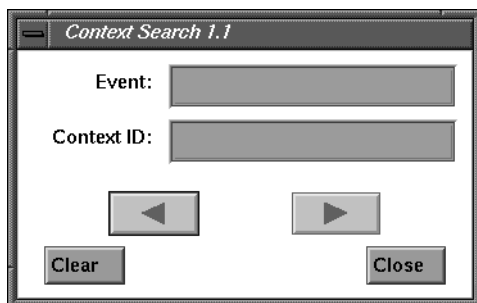 Context Search 1.1
Event:
Context ID:
Clear
Close